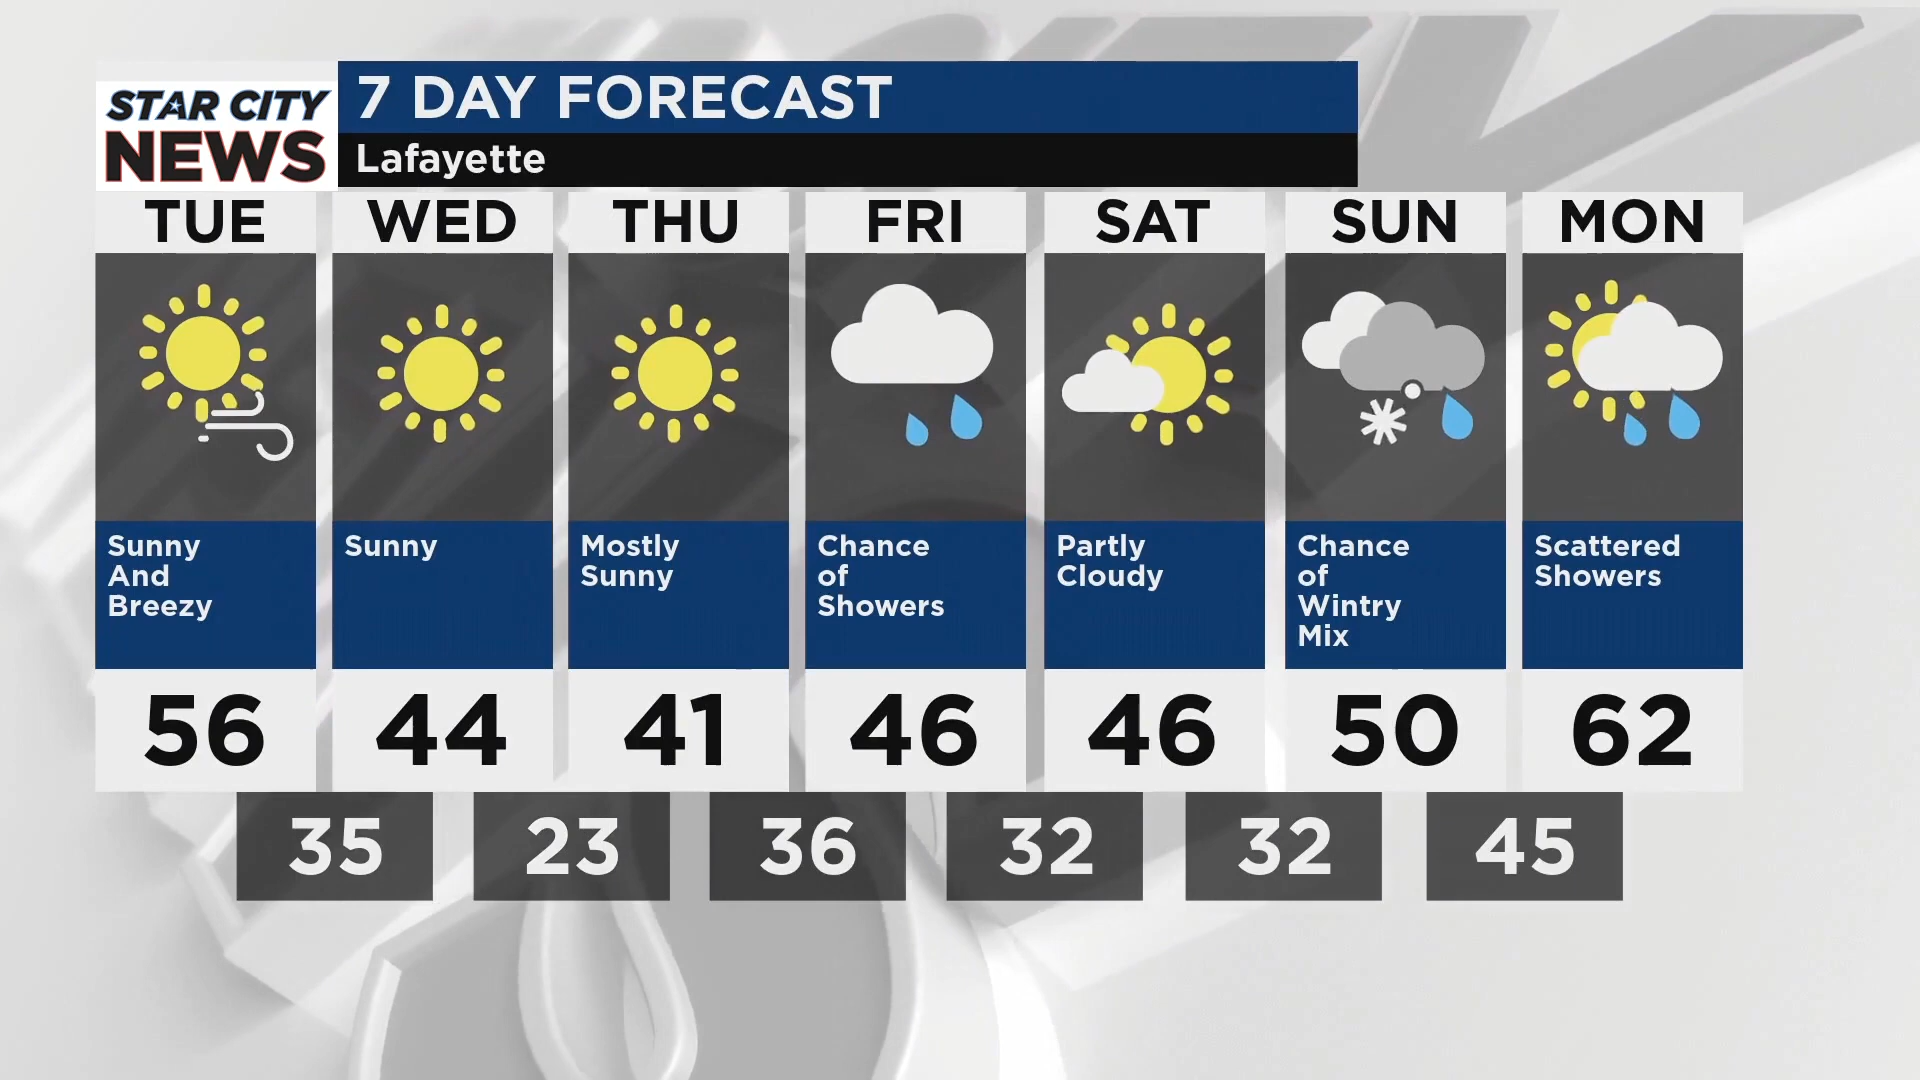 STAR CITY
NEWS
7 DAY FORECAST
Lafayette
TUE WED THU FRI SAT SUN MON
Sunny
And
Breezy
Sunny
Mostly
Sunny
Chance
of
Showers
Partly
Cloudy
Chance
of
Wintry
Mix
Scattered
Showers
56 44 41 46 46 50 62
35 23 36 32 32 45